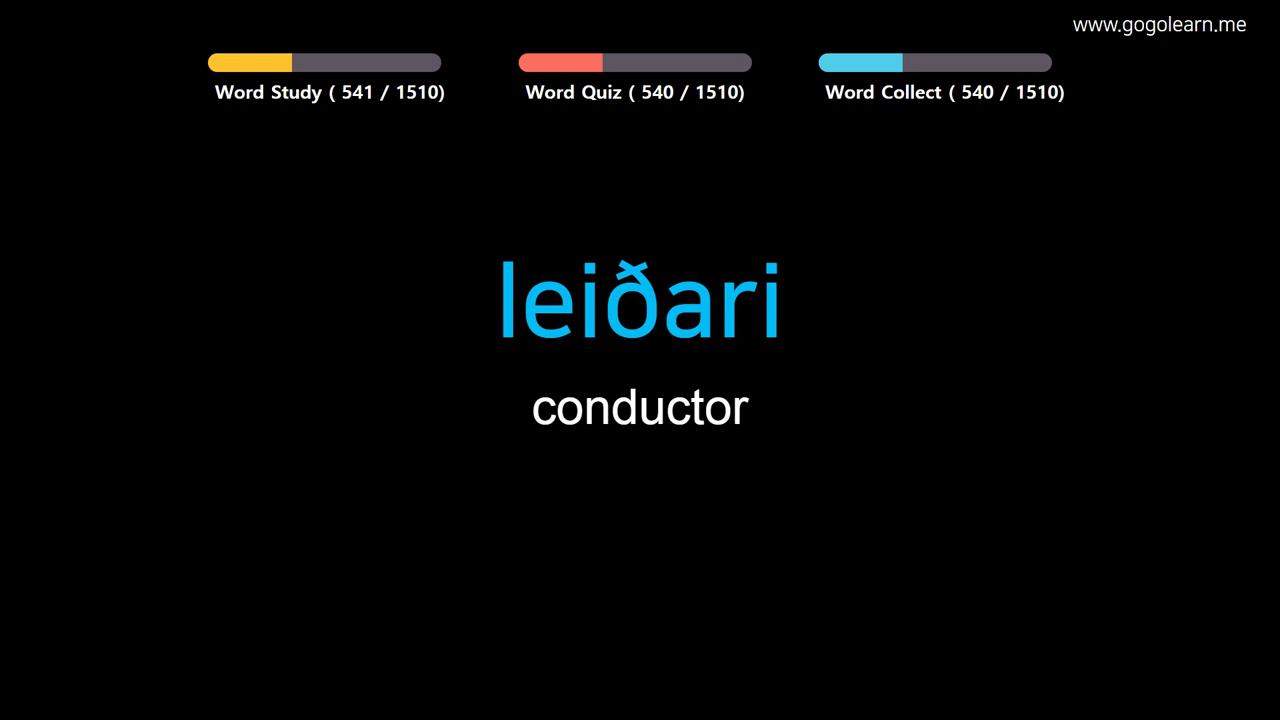 www.gogolearn.me
Word Study ( 541 / 1510)
Word Quiz ( 540 / 1510)
Word Collect ( 540 / 1510)
leiðari
conductor